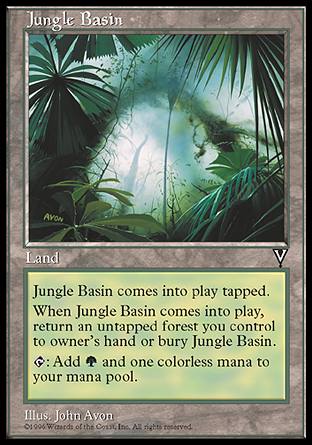 Jungle Basin
AVON
Land
Jungle Basin comes into play tapped.
When Jungle Basin comes into play,
return an untapped forest you control
to owner's hand or bury Jungle Basin.
: Add and one colorless mana to
your mana pool.
Illus. John Avon
©1996 Wizards of the Coast, Inc. All rights reserved.